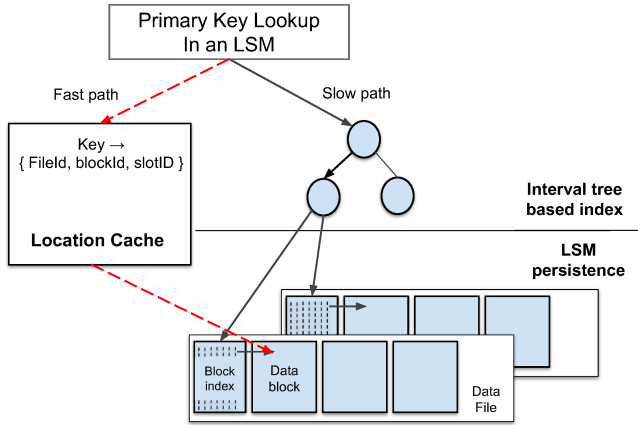 Primary Key Lookup
In an LSM
Fast path
Slow path
Key →
{ FileId, blockId, slotID }
Location Cache
Interval tree
based index
LSM
persistence
Block
index
Data
block
Data
File